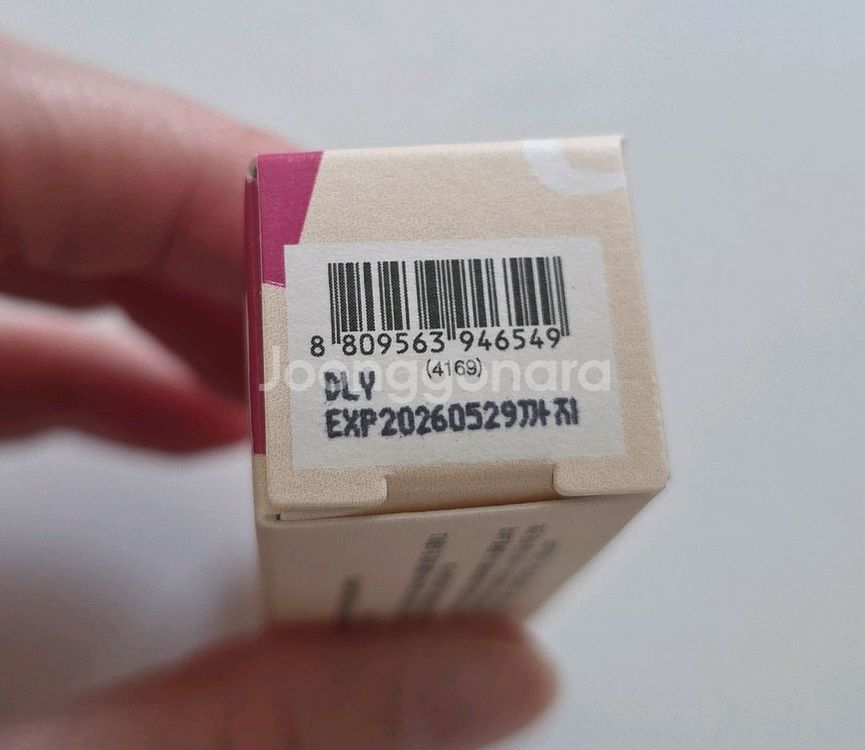 8 809563 946549
(4169)
Joonggonara
DLY
EXP20260529까지